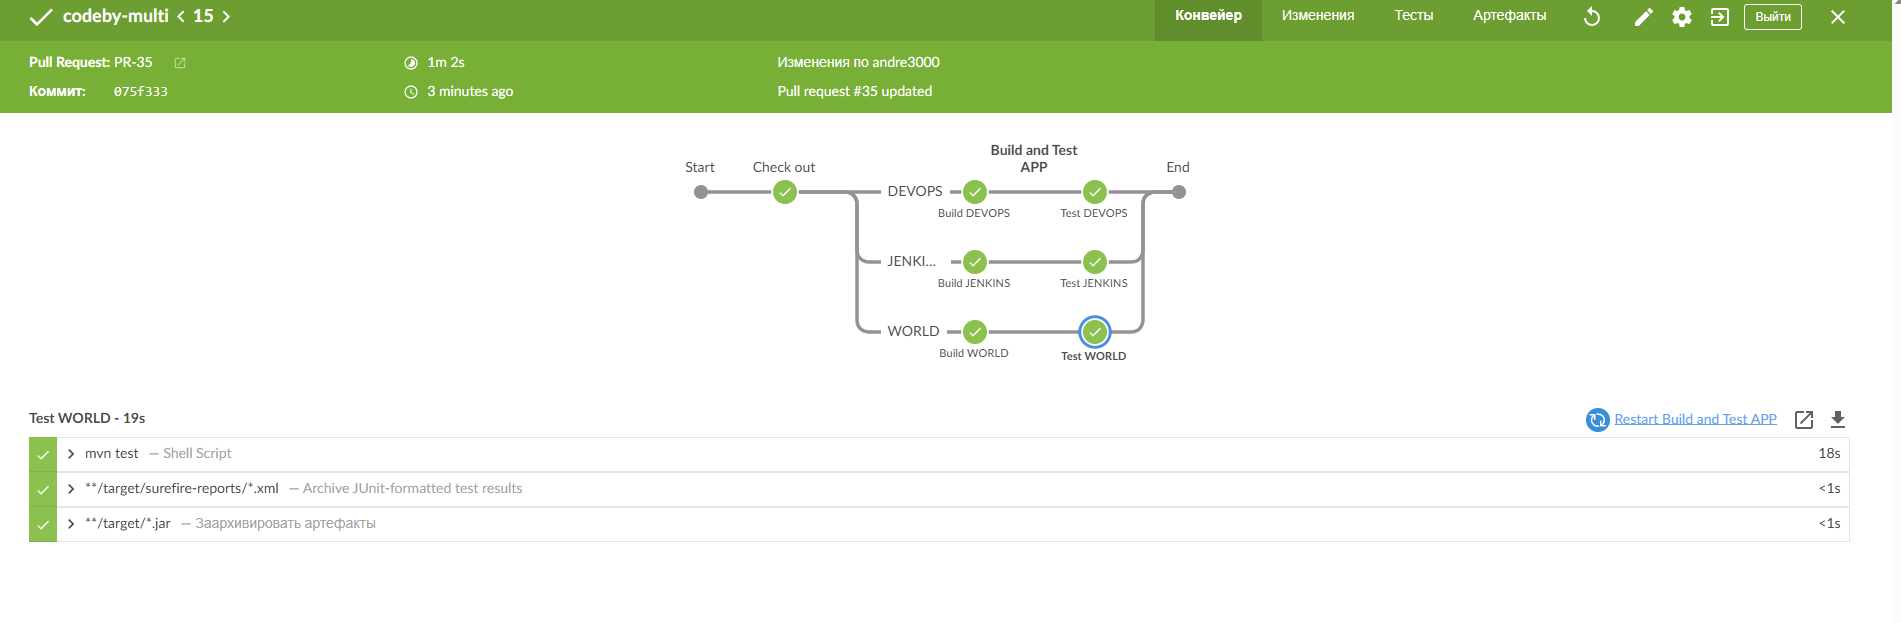 codeby-multi < 15 >
Конвейер Изменения Тесты Артефакты Выйти
Pull Request: PR-35 1m 2s Изменения по andre3000
Коммит: 075f333 3 minutes ago Pull request #35 updated
Start Check out Build and Test APP End
DEVOPS
Build DEVOPS Test DEVOPS
JENKI...
Build JENKINS Test JENKINS
WORLD
Build WORLD Test WORLD
Test WORLD - 19s Restart Build and Test APP
mvn test — Shell Script 18s
**/target/surefire-reports/*.xml — Archive JUnit-formatted test results <1s
**/target/*.jar — Заархивировать артефакты <1s